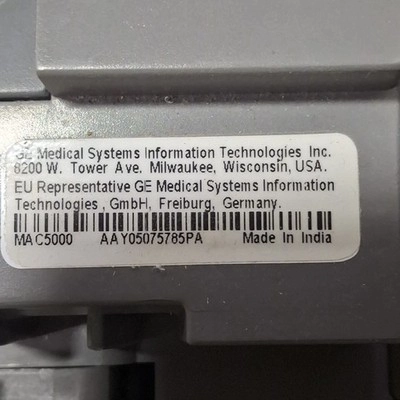 GE Medical Systems Information Technologies Inc.
8200 W. Tower Ave. Milwaukee, Wisconsin, USA.
EU Representative GE Medical Systems Information
Technologies , GmbH, Freiburg, Germany.
MAC5000 AAY05075785PA Made In India